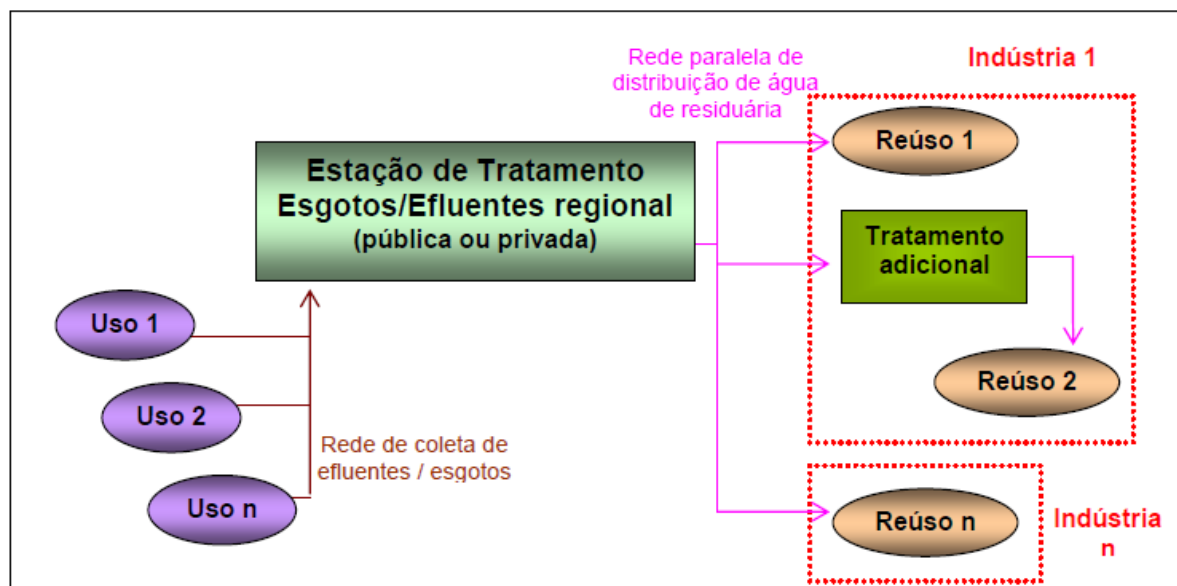 Rede paralela de
distribuição de água
de residuária
Indústria 1
Estação de Tratamento
Esgotos/Efluentes regional
(pública ou privada)
Reúso 1
Tratamento
adicional
Uso 1
Reúso 2
Uso 2
Rede de coleta de
efluentes / esgotos
Uso n
Reúso n
Indústria
n